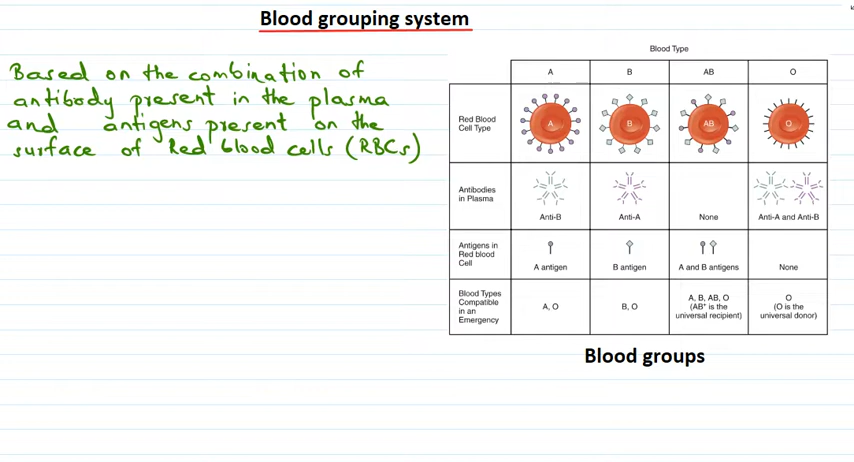 Blood grouping system
Based on the combination of
antibody present in the plasma
and antigens present on the
surface of Red blood cells (RBCs)
Blood Type
A B AB O
Red Blood
Cell Type
A B AB O
Antibodies
in Plasma
Anti-B Anti-A None Anti-A and Anti-B
Antigens in
Red blood
Cell
A antigen B antigen A and B antigens None
Blood Types
Compatible
in an
Emergency
A, O
B, O
A, B, AB, O
(AB+ is the
universal recipient)
O
(O is the
universal donor)
Blood groups